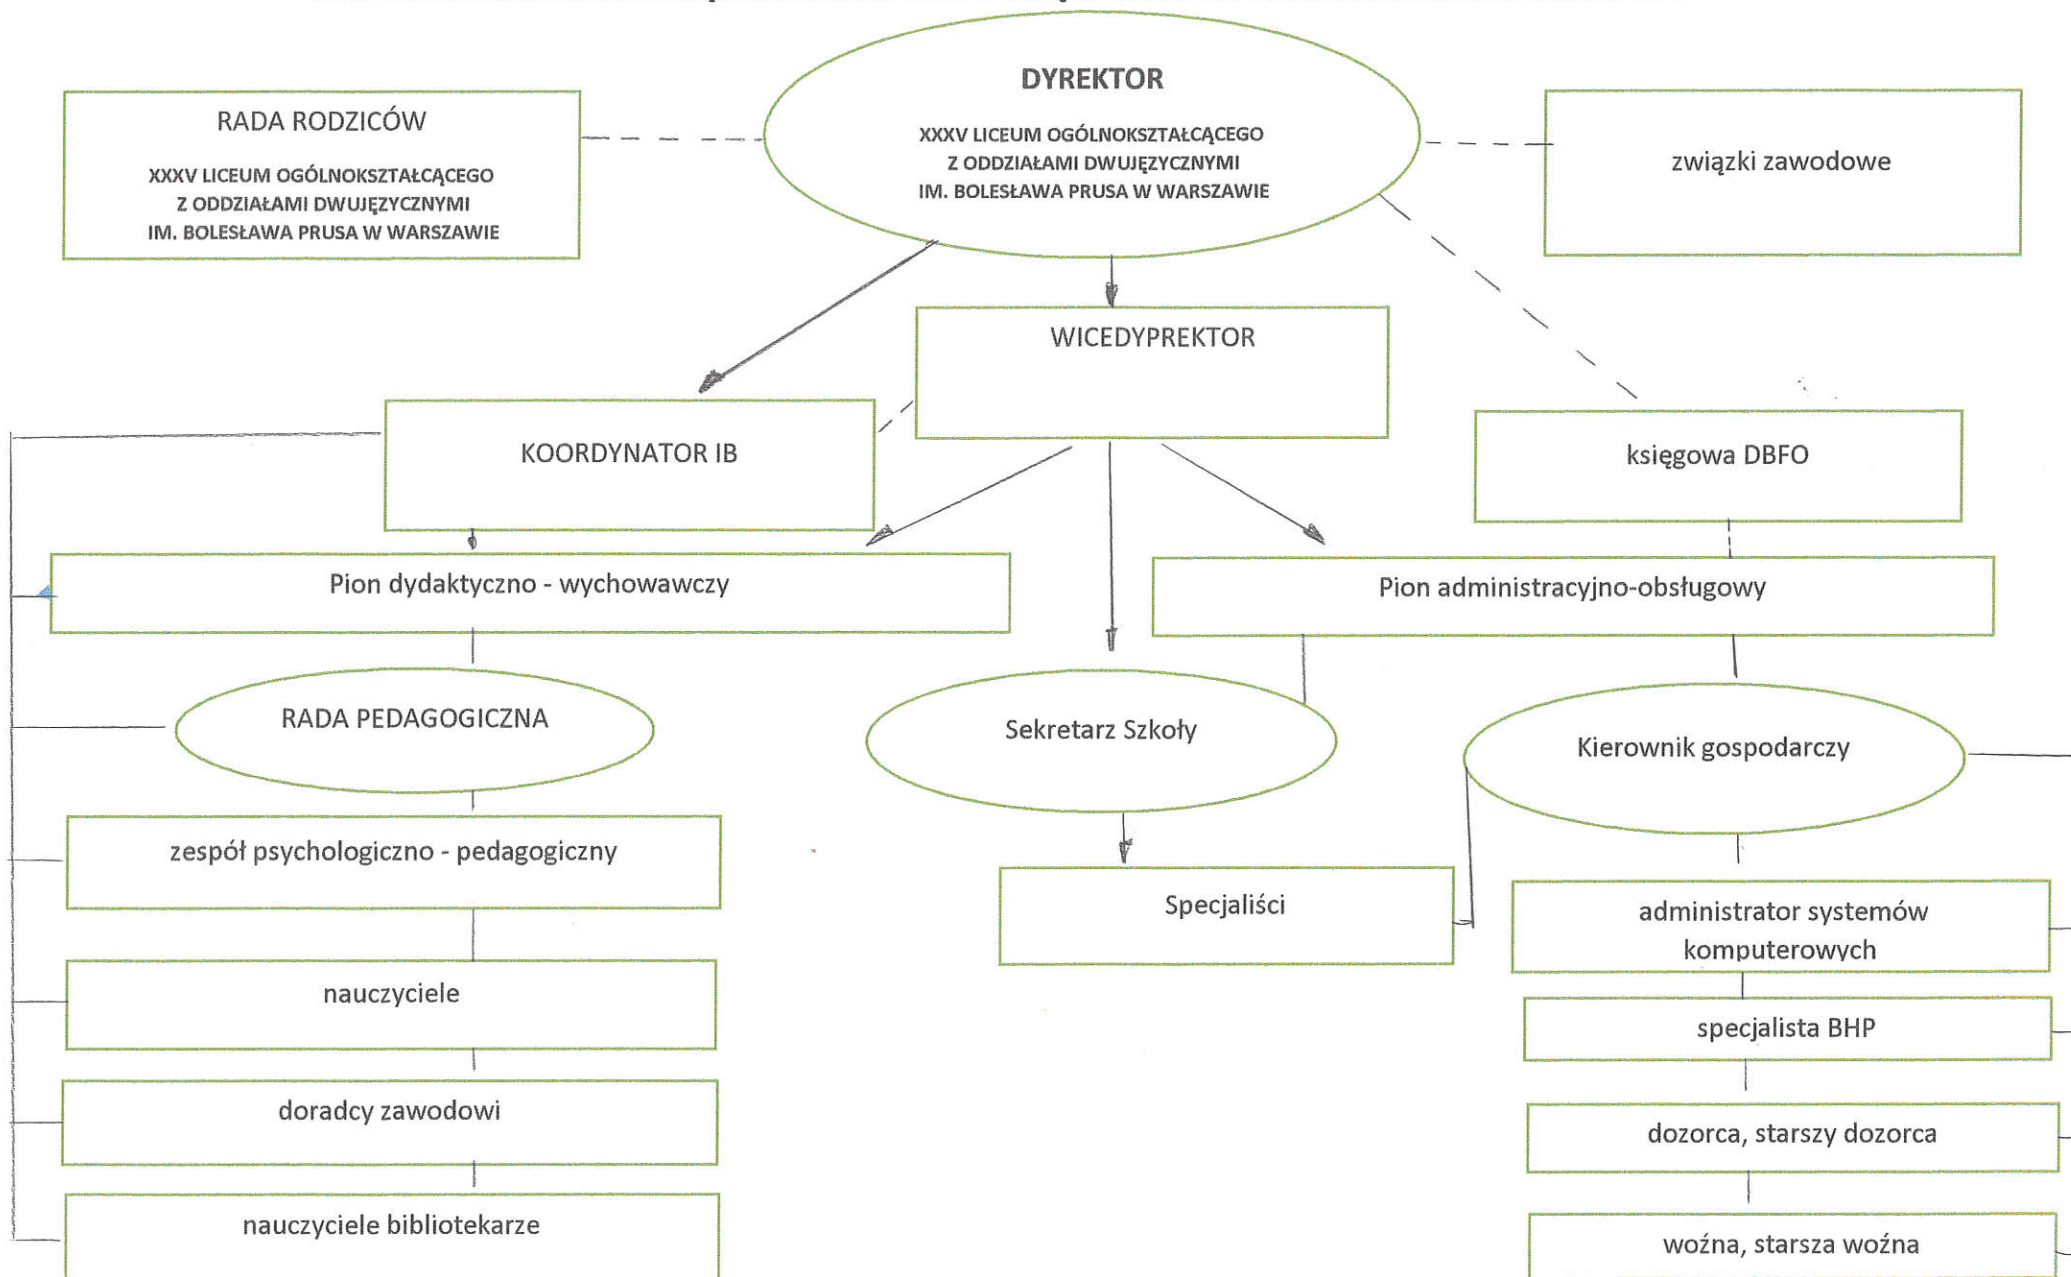 DYREKTOR
XXXV LICEUM OGÓLNOKSZTAŁCĄCEGO
Z ODDZIAŁAMI DWUJĘZYCZNYMI
IM. BOLESŁAWA PRUSA W WARSZAWIE
RADA RODZICÓW
XXXV LICEUM OGÓLNOKSZTAŁCĄCEGO
Z ODDZIAŁAMI DWUJĘZYCZNYMI
IM. BOLESŁAWA PRUSA W WARSZAWIE
związki zawodowe
WICEDYPREKTOR
KOORDYNATOR IB
księgowa DBFO
Pion dydaktyczno - wychowawczy
Pion administracyjno-obsługowy
RADA PEDAGOGICZNA
Sekretarz Szkoły
Kierownik gospodarczy
zespół psychologiczno - pedagogiczny
Specjaliści
administrator systemów
komputerowych
nauczyciele
specjalista BHP
doradcy zawodowi
dozorca, starszy dozorca
nauczyciele bibliotekarze
woźna, starsza woźna